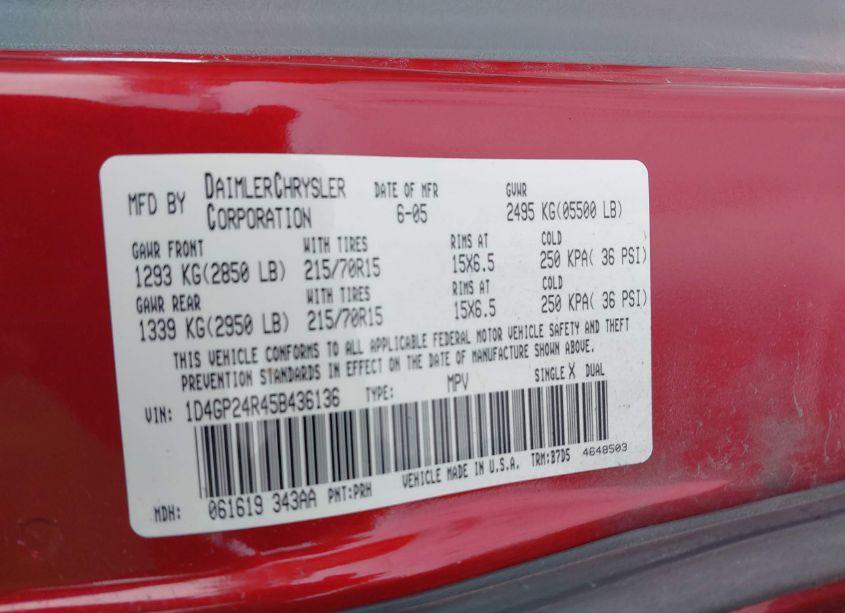 MFD BY DAIMLERCHRYSLER CORPORATION DATE OF MFR 6-05 GVWR 2495 KG(05500 LB)
GAWR FRONT WITH TIRES RIMS AT COLD
1293 KG(2850 LB) 215/70R15 15X6.5 250 KPA( 36 PSI)
GAWR REAR WITH TIRES RIMS AT COLD
1339 KG(2950 LB) 215/70R15 15X6.5 250 KPA( 36 PSI)
THIS VEHICLE CONFORMS TO ALL APPLICABLE FEDERAL MOTOR VEHICLE SAFETY AND THEFT
PREVENTION STANDARDS IN EFFECT ON THE DATE OF MANUFACTURE SHOWN ABOVE.
VIN: 1D4GP24R45B436136 TYPE: MPV SINGLE X DUAL
MDH: 061619 343AA PNT:PRH VEHICLE MADE IN U.S.A. TRM:B7D5 4648503